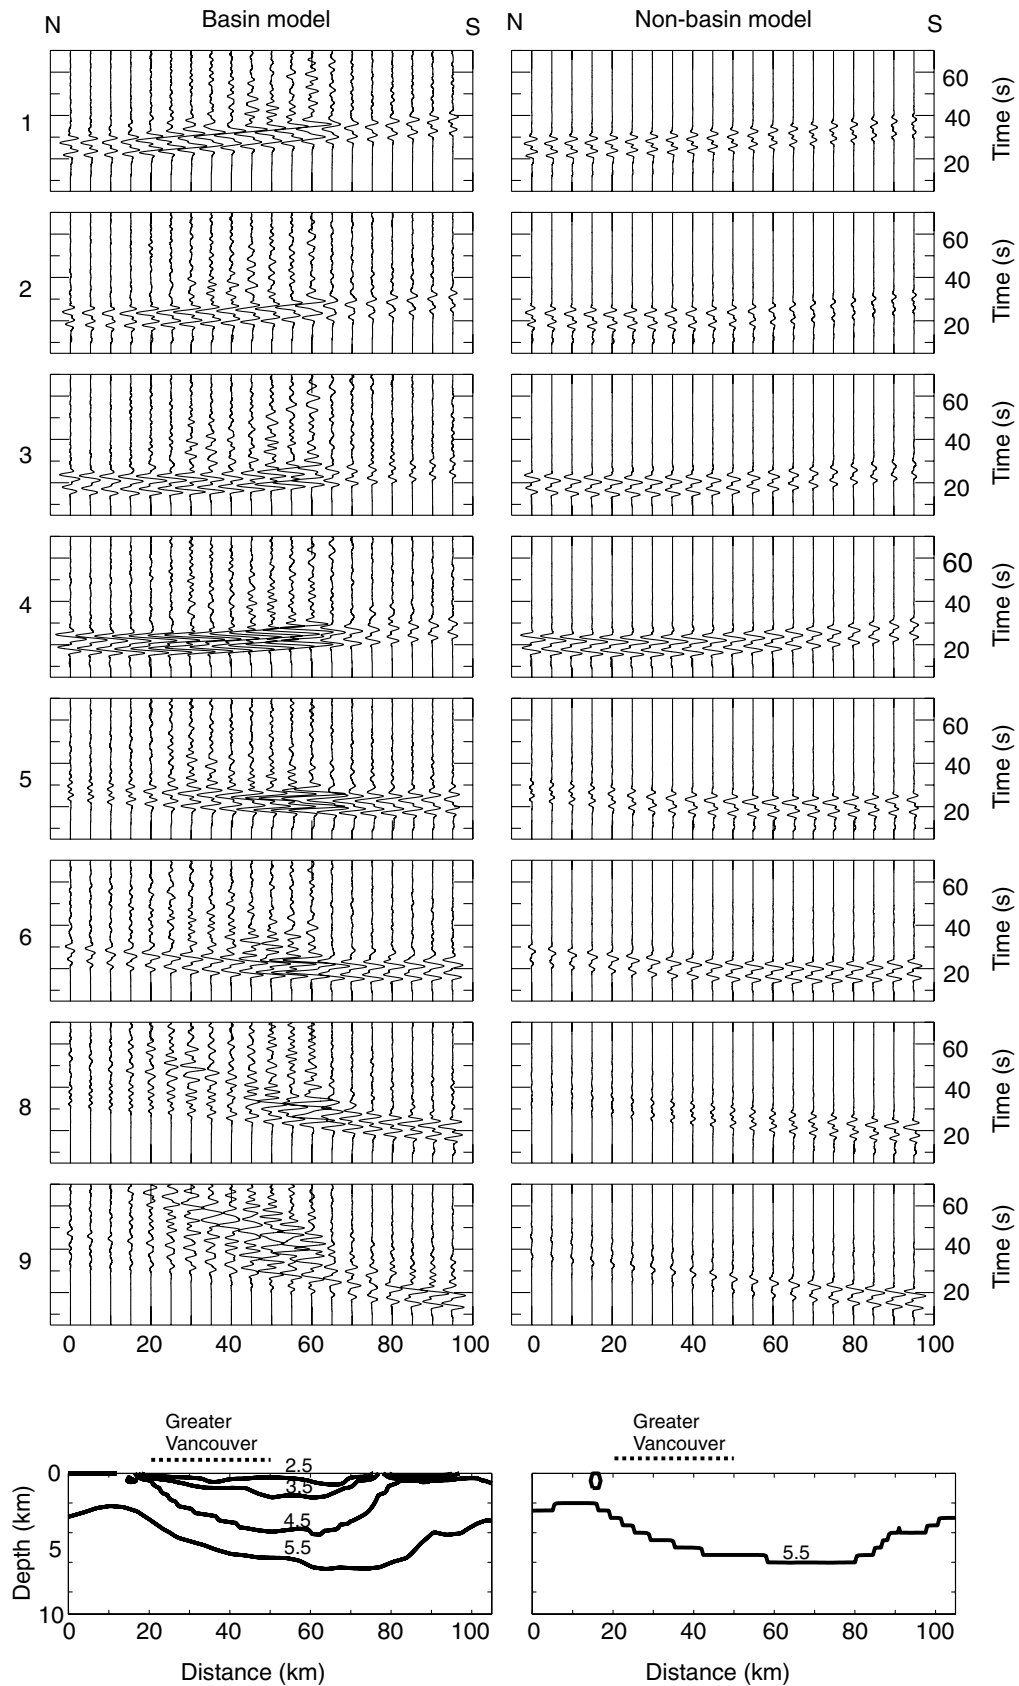 Basin model Non-basin model
N S N S
1 60 40 20 Time (s)
2 60 40 20 Time (s)
3 60 40 20 Time (s)
4 60 40 20 Time (s)
5 60 40 20 Time (s)
6 60 40 20 Time (s)
8 60 40 20 Time (s)
9 60 40 20 Time (s)
0 20 40 60 80 100 0 20 40 60 80 100
Greater Greater
Vancouver Vancouver
0 2.5 0
3.5
4.5
5 5.5 5 5.5
10 10
Depth (km)
0 20 40 60 80 100 0 20 40 60 80 100
Distance (km) Distance (km)